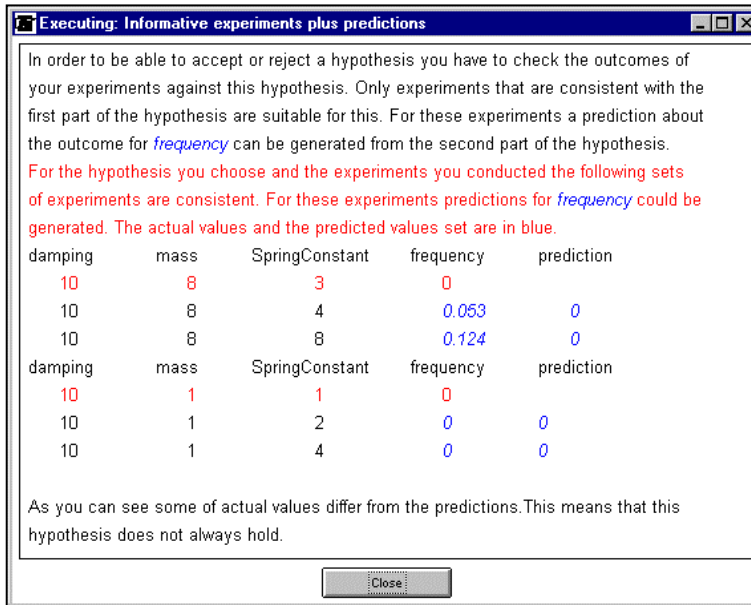 Executing: Informative experiments plus predictions
In order to be able to accept or reject a hypothesis you have to check the outcomes of
your experiments against this hypothesis. Only experiments that are consistent with the
first part of the hypothesis are suitable for this. For these experiments a prediction about
the outcome for frequency can be generated from the second part of the hypothesis.
For the hypothesis you choose and the experiments you conducted the following sets
of experiments are consistent. For these experiments predictions for frequency could be
generated. The actual values and the predicted values set are in blue.
damping mass SpringConstant frequency prediction
10 8 3 0
10 8 4 0.053 0
10 8 8 0.124 0
damping mass SpringConstant frequency prediction
10 1 1 0
10 1 2 0 0
10 1 4 0 0
As you can see some of actual values differ from the predictions.This means that this
hypothesis does not always hold.
Close